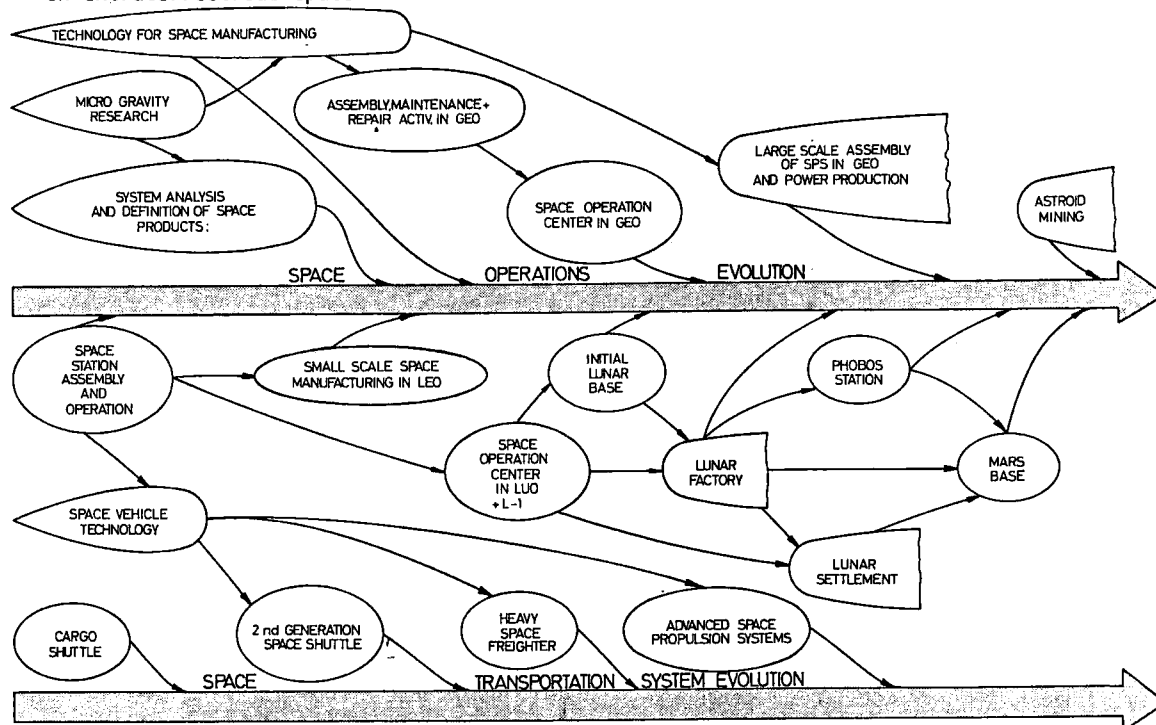 TECHNOLOGY FOR SPACE MANUFACTURING
MICRO GRAVITY
RESEARCH
ASSEMBLY,MAINTENANCE+
REPAIR ACTIV. IN GEO
LARGE SCALE ASSEMBLY
OF SPS IN GEO
AND POWER PRODUCTION
SYSTEM ANALYSIS
AND DEFINITION OF SPACE
PRODUCTS:
SPACE OPERATION
CENTER IN GEO
ASTROID
MINING
SPACE OPERATIONS EVOLUTION
SPACE
STATION
ASSEMBLY
AND
OPERATION
SMALL SCALE SPACE
MANUFACTURING IN LEO
INITIAL
LUNAR
BASE
PHOBOS
STATION
SPACE
OPERATION
CENTER
IN LUO
+L-1
LUNAR
FACTORY
MARS
BASE
SPACE VEHICLE
TECHNOLOGY
LUNAR
SETTLEMENT
CARGO
SHUTTLE
2nd GENERATION
SPACE SHUTTLE
HEAVY
SPACE
FREIGHTER
ADVANCED SPACE
PROPULSION SYSTEMS
SPACE TRANSPORTATION SYSTEM EVOLUTION